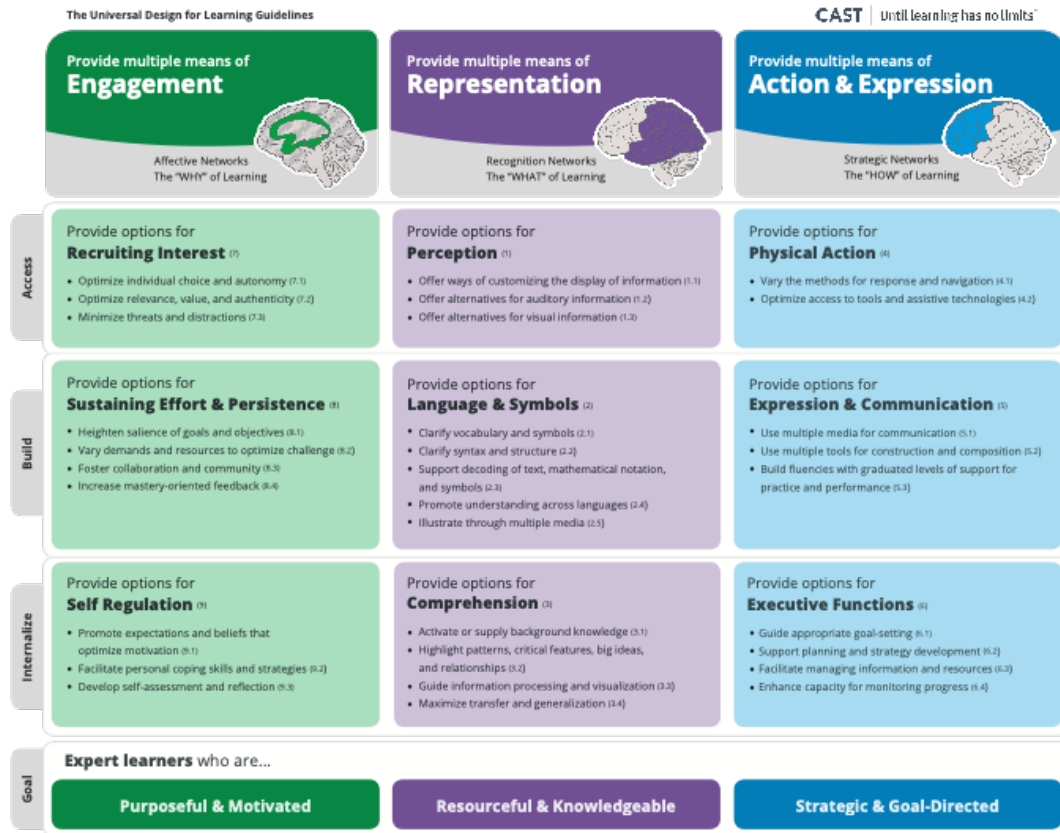 The Universal Design for Learning Guidelines
CAST | Until learning has no limits™
Provide multiple means of
Engagement
Affective Networks
The "WHY" of Learning
Provide multiple means of
Representation
Recognition Networks
The "WHAT" of Learning
Provide multiple means of
Action & Expression
Strategic Networks
The "HOW" of Learning
Access
Provide options for
Recruiting Interest (7)
• Optimize individual choice and autonomy (7.1)
• Optimize relevance, value, and authenticity (7.2)
• Minimize threats and distractions (7.3)
Provide options for
Perception (1)
• Offer ways of customizing the display of information (1.1)
• Offer alternatives for auditory information (1.2)
• Offer alternatives for visual information (1.3)
Provide options for
Physical Action (4)
• Vary the methods for response and navigation (4.1)
• Optimize access to tools and assistive technologies (4.2)
Build
Provide options for
Sustaining Effort & Persistence (8)
• Heighten salience of goals and objectives (8.1)
• Vary demands and resources to optimize challenge (8.2)
• Foster collaboration and community (8.3)
• Increase mastery-oriented feedback (8.4)
Provide options for
Language & Symbols (2)
• Clarify vocabulary and symbols (2.1)
• Clarify syntax and structure (2.2)
• Support decoding of text, mathematical notation,
and symbols (2.3)
• Promote understanding across languages (2.4)
• Illustrate through multiple media (2.5)
Provide options for
Expression & Communication (5)
• Use multiple media for communication (5.1)
• Use multiple tools for construction and composition (5.2)
• Build fluencies with graduated levels of support for
practice and performance (5.3)
Internalize
Provide options for
Self Regulation (9)
• Promote expectations and beliefs that
optimize motivation (9.1)
• Facilitate personal coping skills and strategies (9.2)
• Develop self-assessment and reflection (9.3)
Provide options for
Comprehension (3)
• Activate or supply background knowledge (3.1)
• Highlight patterns, critical features, big ideas,
and relationships (3.2)
• Guide information processing and visualization (3.3)
• Maximize transfer and generalization (3.4)
Provide options for
Executive Functions (6)
• Guide appropriate goal-setting (6.1)
• Support planning and strategy development (6.2)
• Facilitate managing information and resources (6.3)
• Enhance capacity for monitoring progress (6.4)
Goal
Expert learners who are...
Purposeful & Motivated
Resourceful & Knowledgeable
Strategic & Goal-Directed